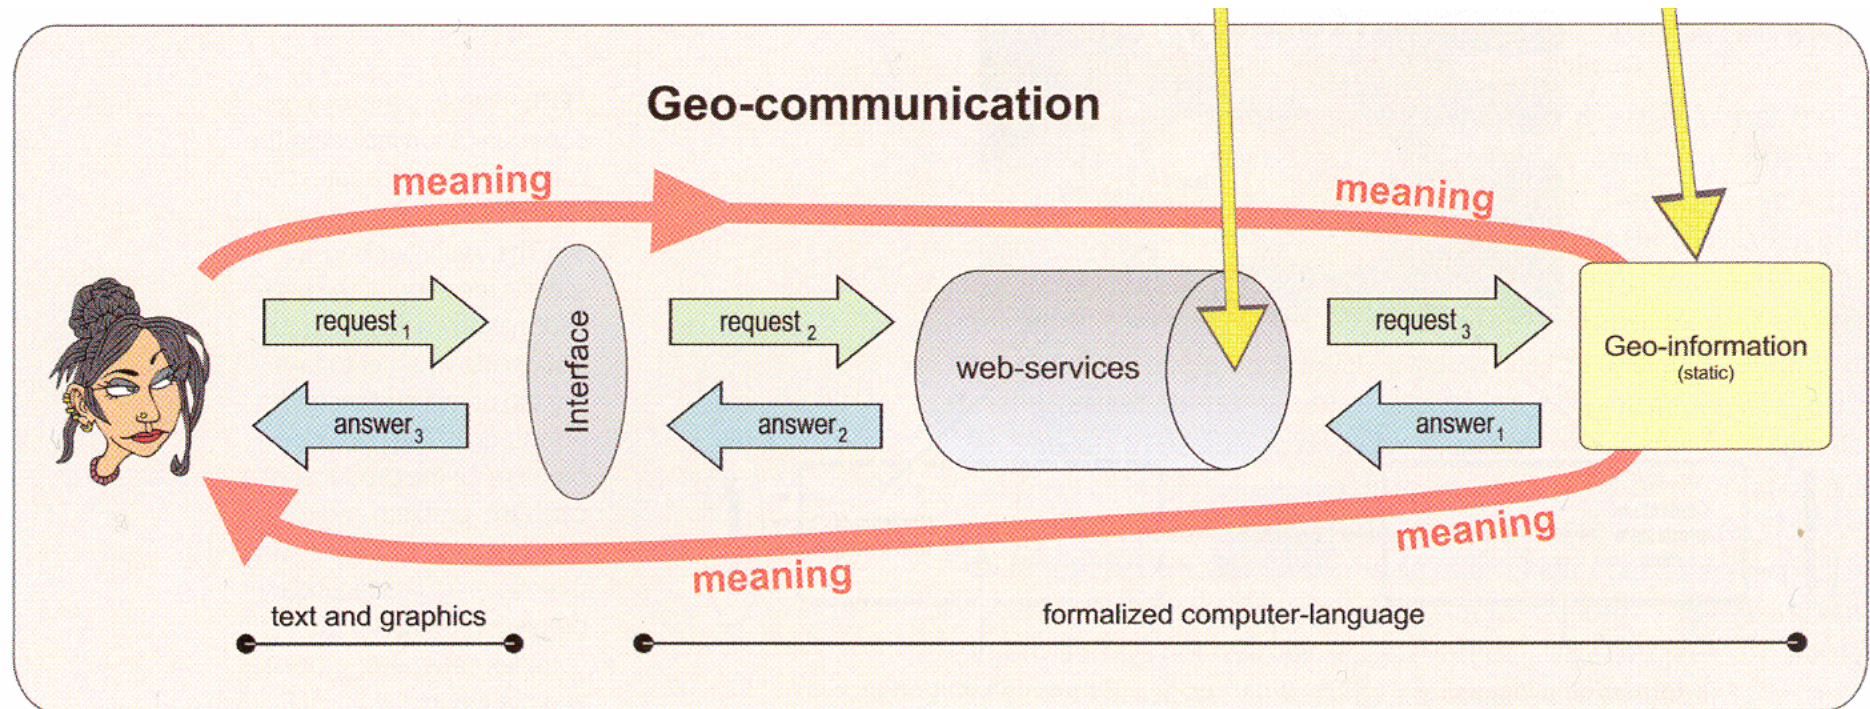 Geo-communication
meaning
meaning
request 1
Interface
request 2
web-services
request 3
Geo-information
(static)
answer 3
answer 2
answer 1
meaning
meaning
text and graphics
formalized computer-language